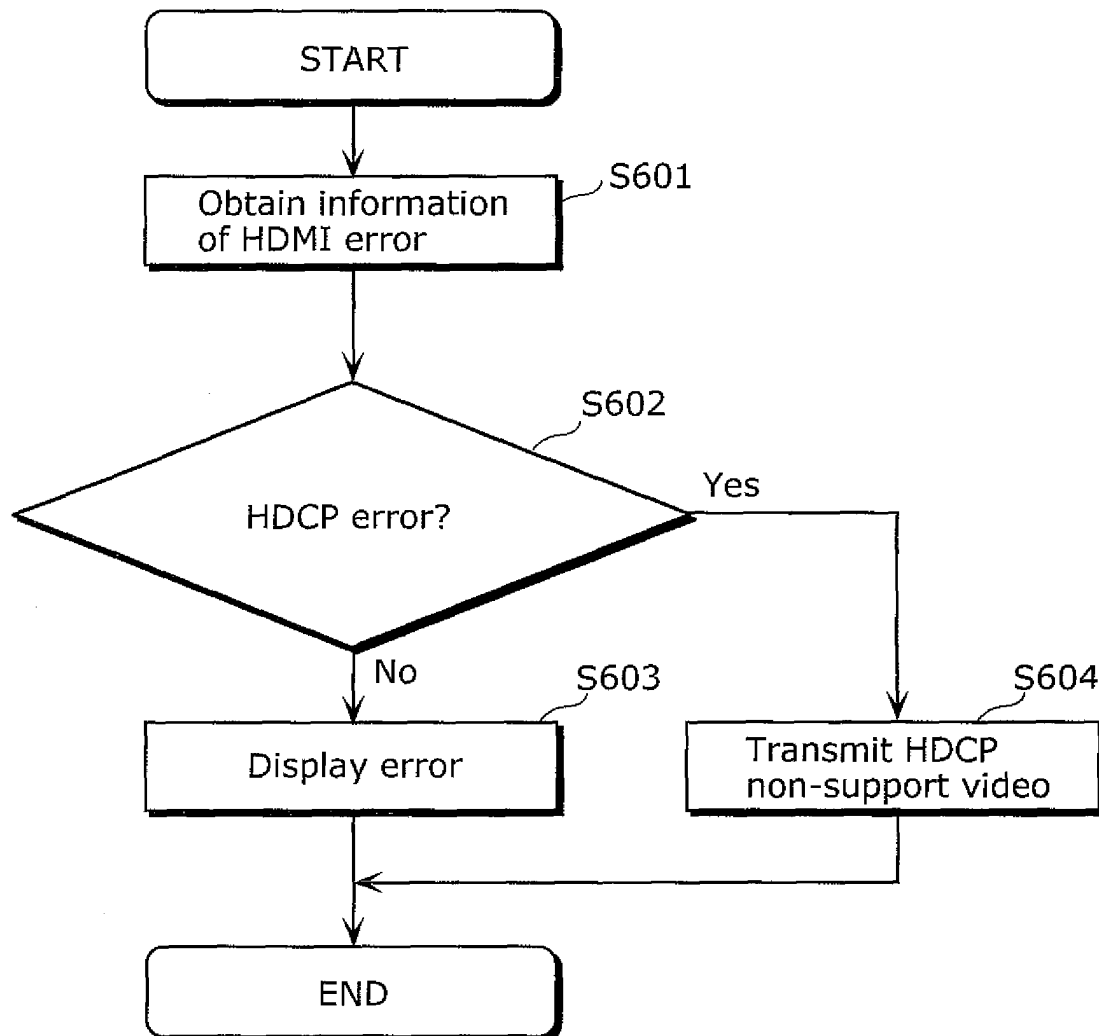 START
S601
Obtain information
of HDMI error
S602
HDCP error?
Yes
No
S603
Display error
S604
Transmit HDCP
non-support video
END